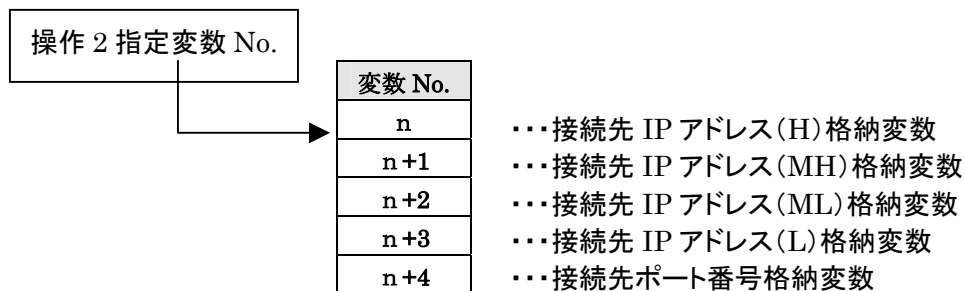 操作 2 指定変数 No.
変数 No.
n ・・・接続先 IP アドレス(H)格納変数
n+1 ・・・接続先 IP アドレス(MH)格納変数
n+2 ・・・接続先 IP アドレス(ML)格納変数
n+3 ・・・接続先 IP アドレス(L)格納変数
n+4 ・・・接続先ポート番号格納変数